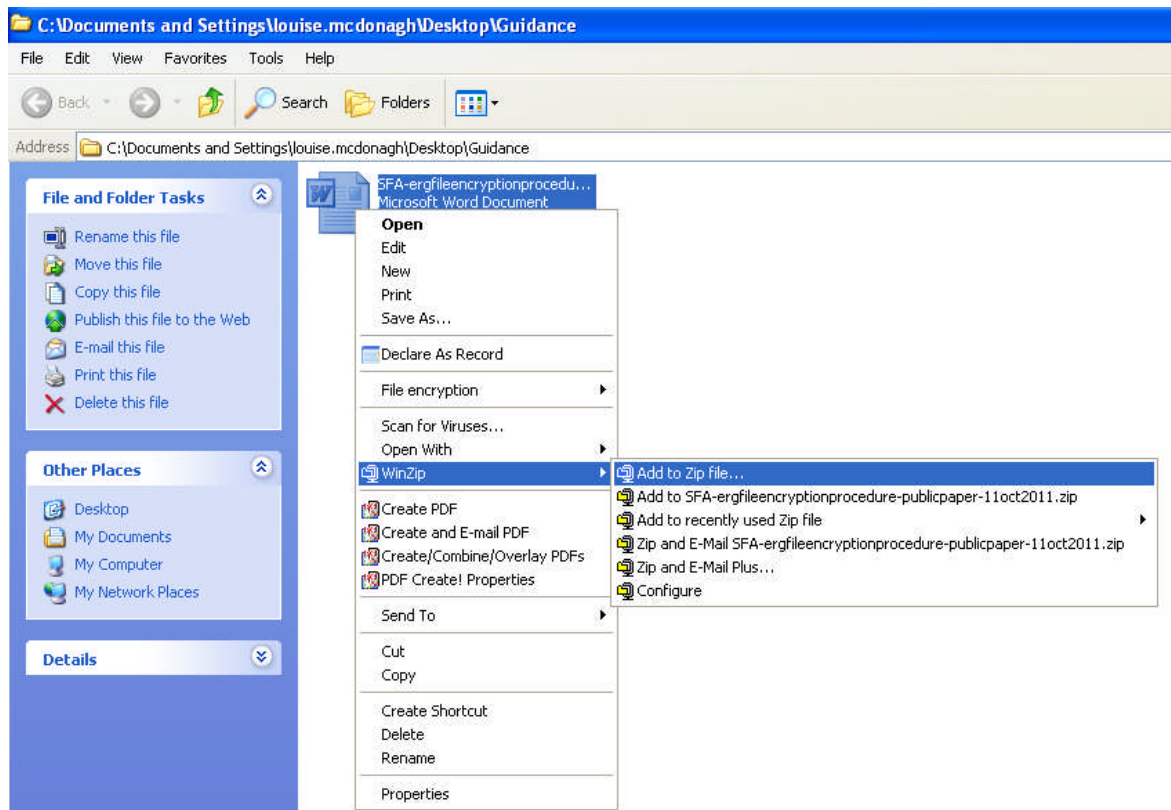 C:\Documents and Settings\louise.mcdonagh\Desktop\Guidance
File Edit View Favorites Tools Help
Back Search Folders
Address C:\Documents and Settings\louise.mcdonagh\Desktop\Guidance
File and Folder Tasks
Rename this file
Move this file
Copy this file
Publish this file to the Web
E-mail this file
Print this file
Delete this file
Other Places
Desktop
My Documents
My Computer
My Network Places
Details
SFA-ergfileencryptionprocedu...
Microsoft Word Document
Open
Edit
New
Print
Save As...
Declare As Record
File encryption
Scan for Viruses...
Open With
WinZip
Create PDF
Create and E-mail PDF
Create/Combine/Overlay PDFs
PDF Create! Properties
Send To
Cut
Copy
Create Shortcut
Delete
Rename
Properties
Add to Zip file...
Add to SFA-ergfileencryptionprocedure-publicpaper-11oct2011.zip
Add to recently used Zip file
Zip and E-Mail SFA-ergfileencryptionprocedure-publicpaper-11oct2011.zip
Zip and E-Mail Plus...
Configure